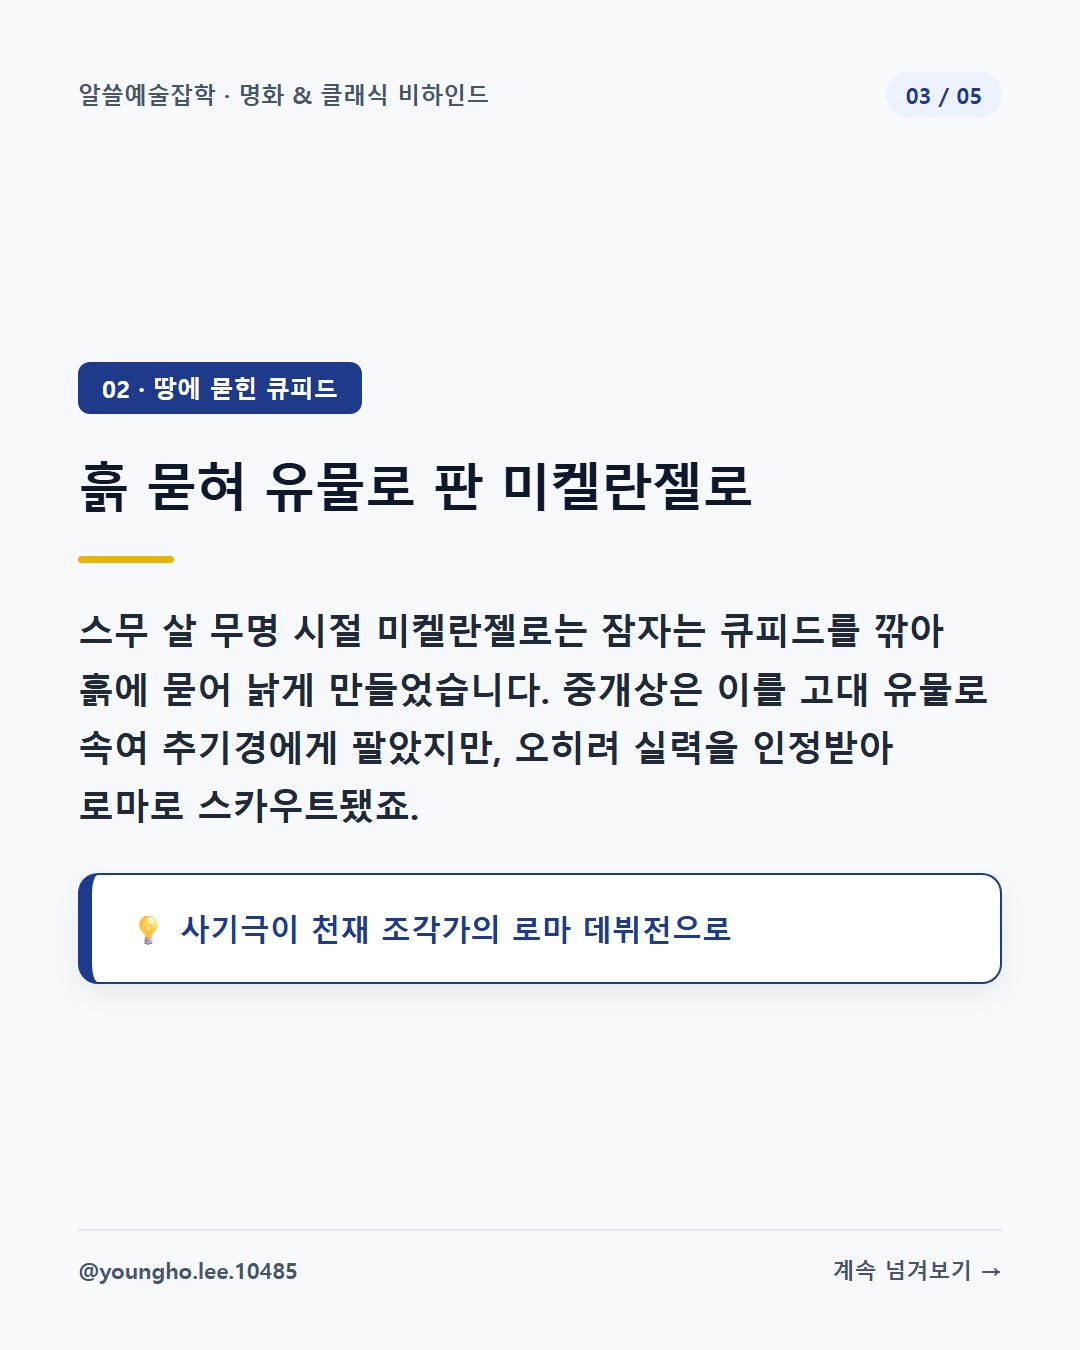 알쓸예술잡학 · 명화 & 클래식 비하인드
03 / 05
02 · 땅에 묻힌 큐피드
흙 묻혀 유물로 판 미켈란젤로
스무 살 무명 시절 미켈란젤로는 잠자는 큐피드를 깎아
흙에 묻어 낡게 만들었습니다. 중개상은 이를 고대 유물로
속여 추기경에게 팔았지만, 오히려 실력을 인정받아
로마로 스카우트됐죠.
💡 사기극이 천재 조각가의 로마 데뷔전으로
@youngho.lee.10485
계속 넘겨보기 →